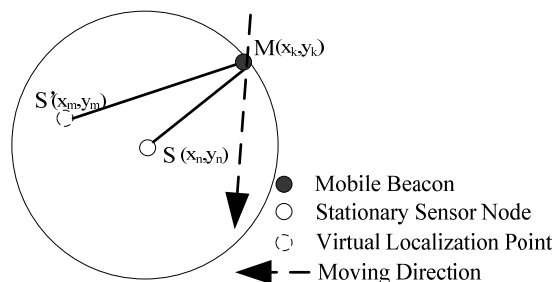 M(xk,yk)
S'(xm,ym)
S (xn,yn)
Mobile Beacon
Stationary Sensor Node
Virtual Localization Point
Moving Direction